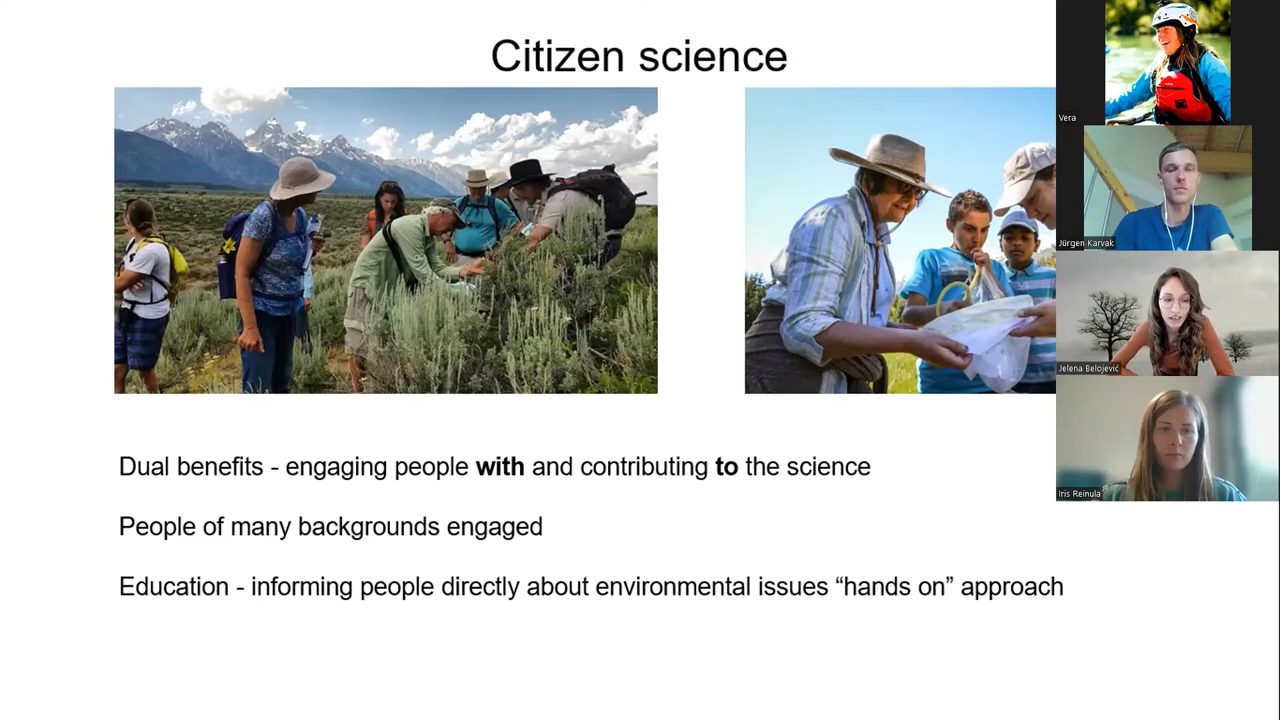 Citizen science
Vera
Jürgen Karvak
Jelena Belojević
Iris Reinula
Dual benefits - engaging people with and contributing to the science
People of many backgrounds engaged
Education - informing people directly about environmental issues “hands on” approach